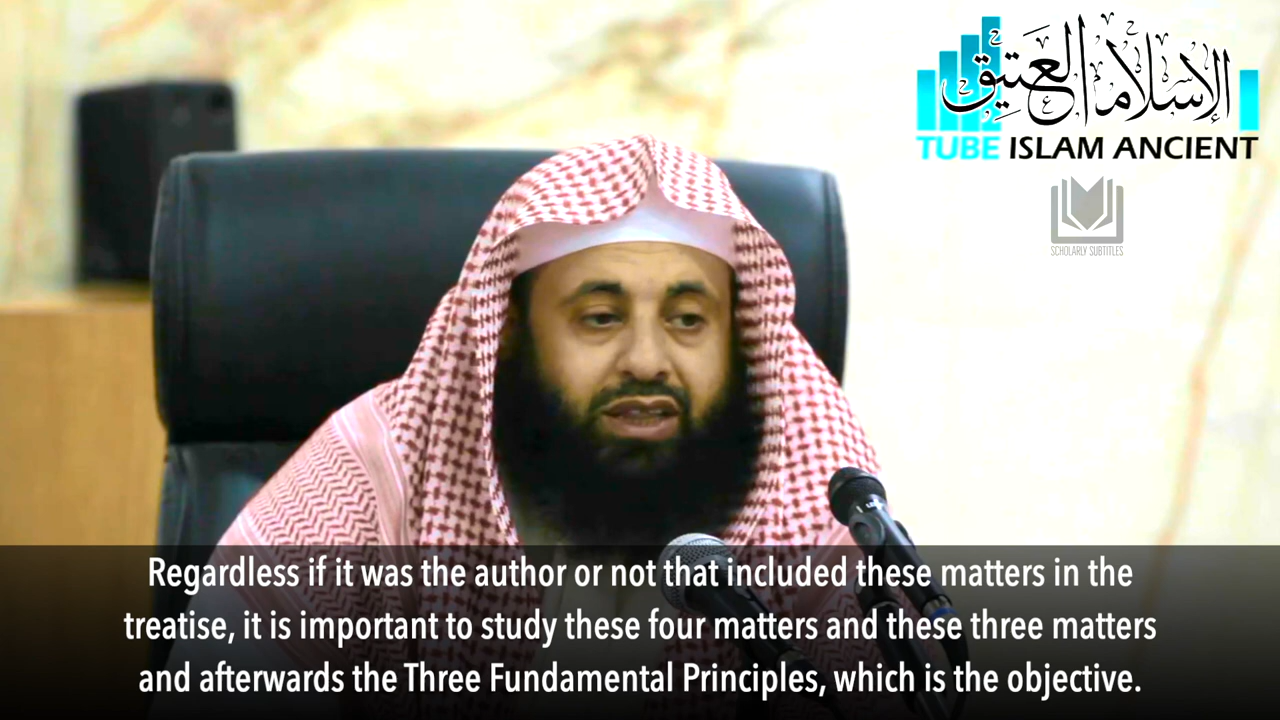 الإسلام العتيق
TUBE ISLAM ANCIENT
SCHOLARLY SUBTITLES
Regardless if it was the author or not that included these matters in the
treatise, it is important to study these four matters and these three matters
and afterwards the Three Fundamental Principles, which is the objective.